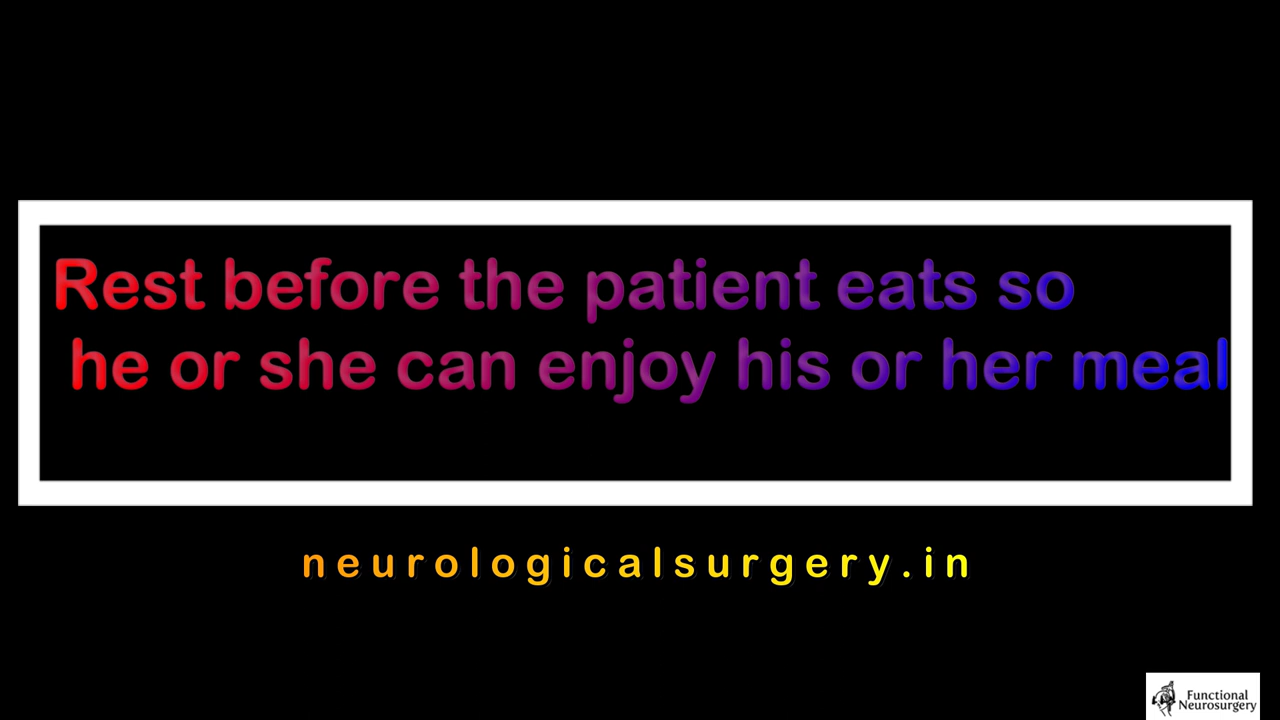 Rest before the patient eats so
he or she can enjoy his or her meal
neurologicalsurgery.in
Functional
Neurosurgery